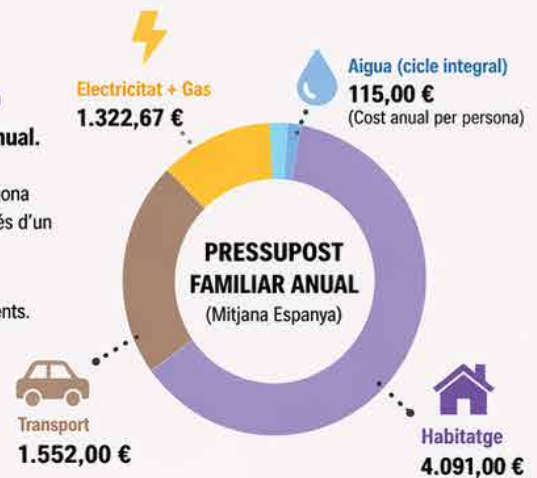 nual.
ona
és d’un
nts.
Electricitat + Gas
1.322,67 €
Aigua (cicle integral)
115,00 €
(Cost anual per persona)
PRESSUPOST
FAMILIAR ANUAL
(Mitjana Espanya)
Transport
1.552,00 €
Habitatge
4.091,00 €